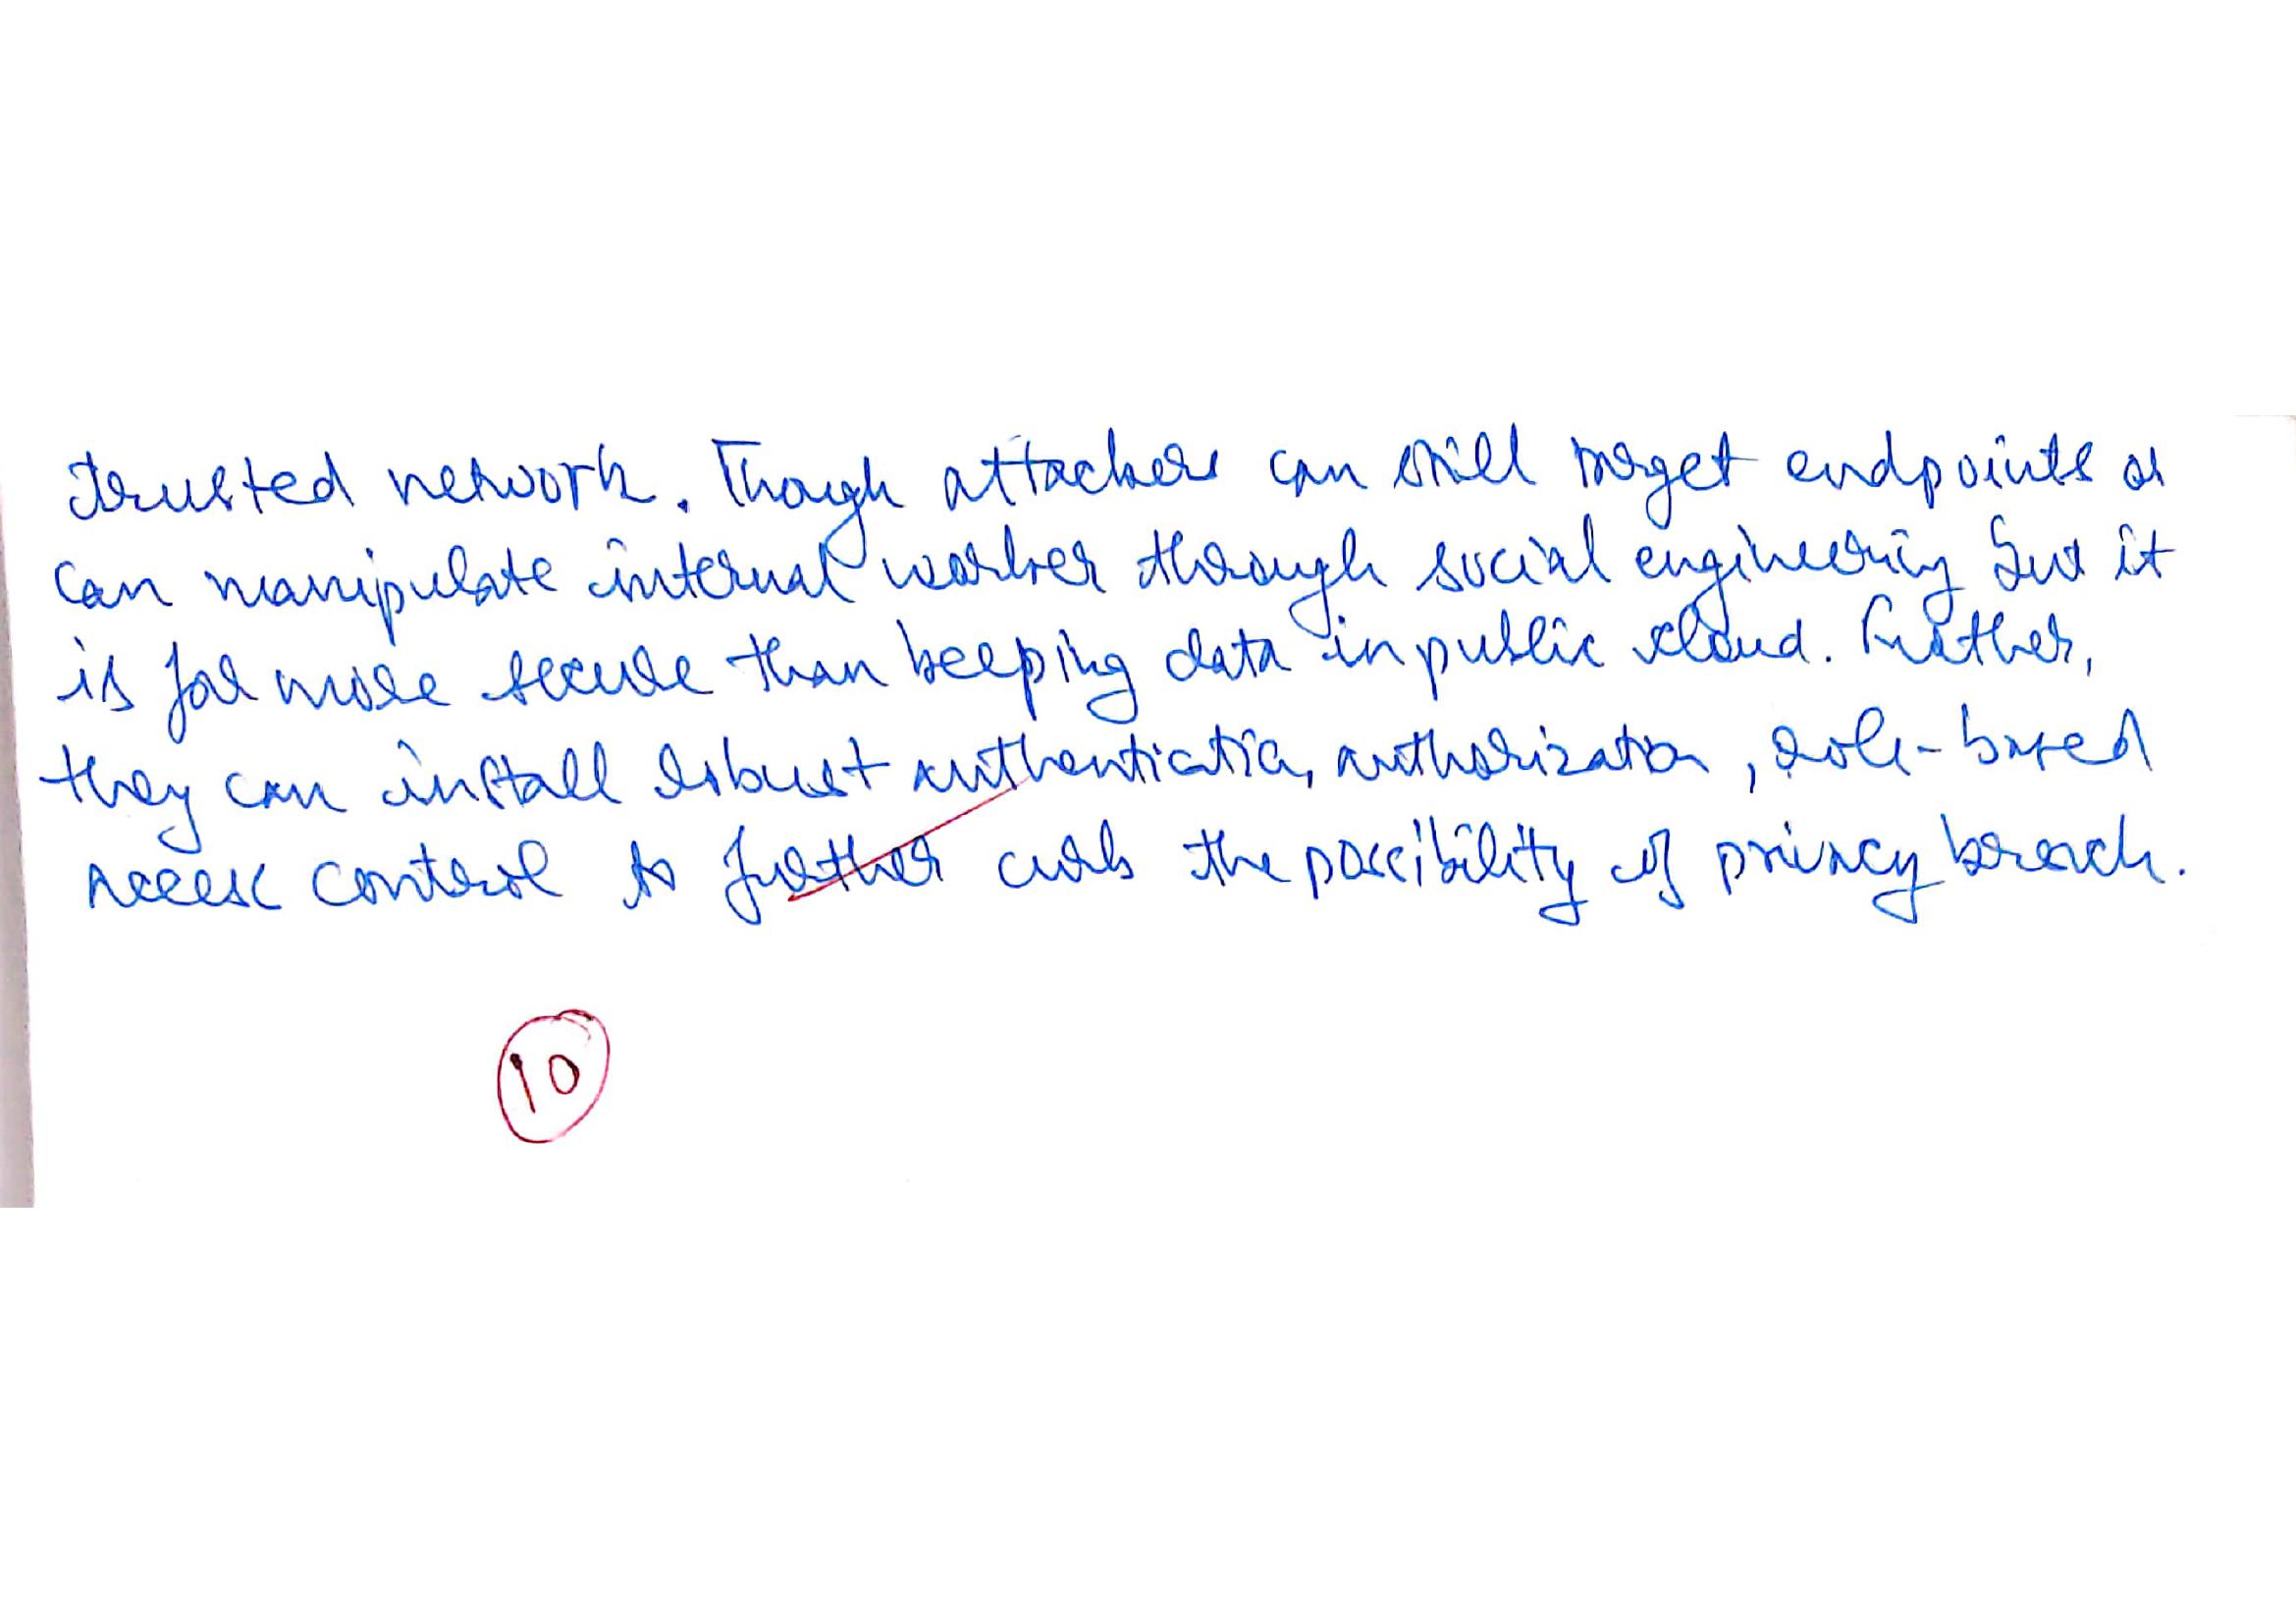 trusted network. Though attackers can still target endpoints or
can manipulate internal worker through social engineering but it
is far more secure than keeping data in public cloud. Further,
they can install robust authentication, authorization, role-based
access control to further curb the possibility of privacy breach.
10